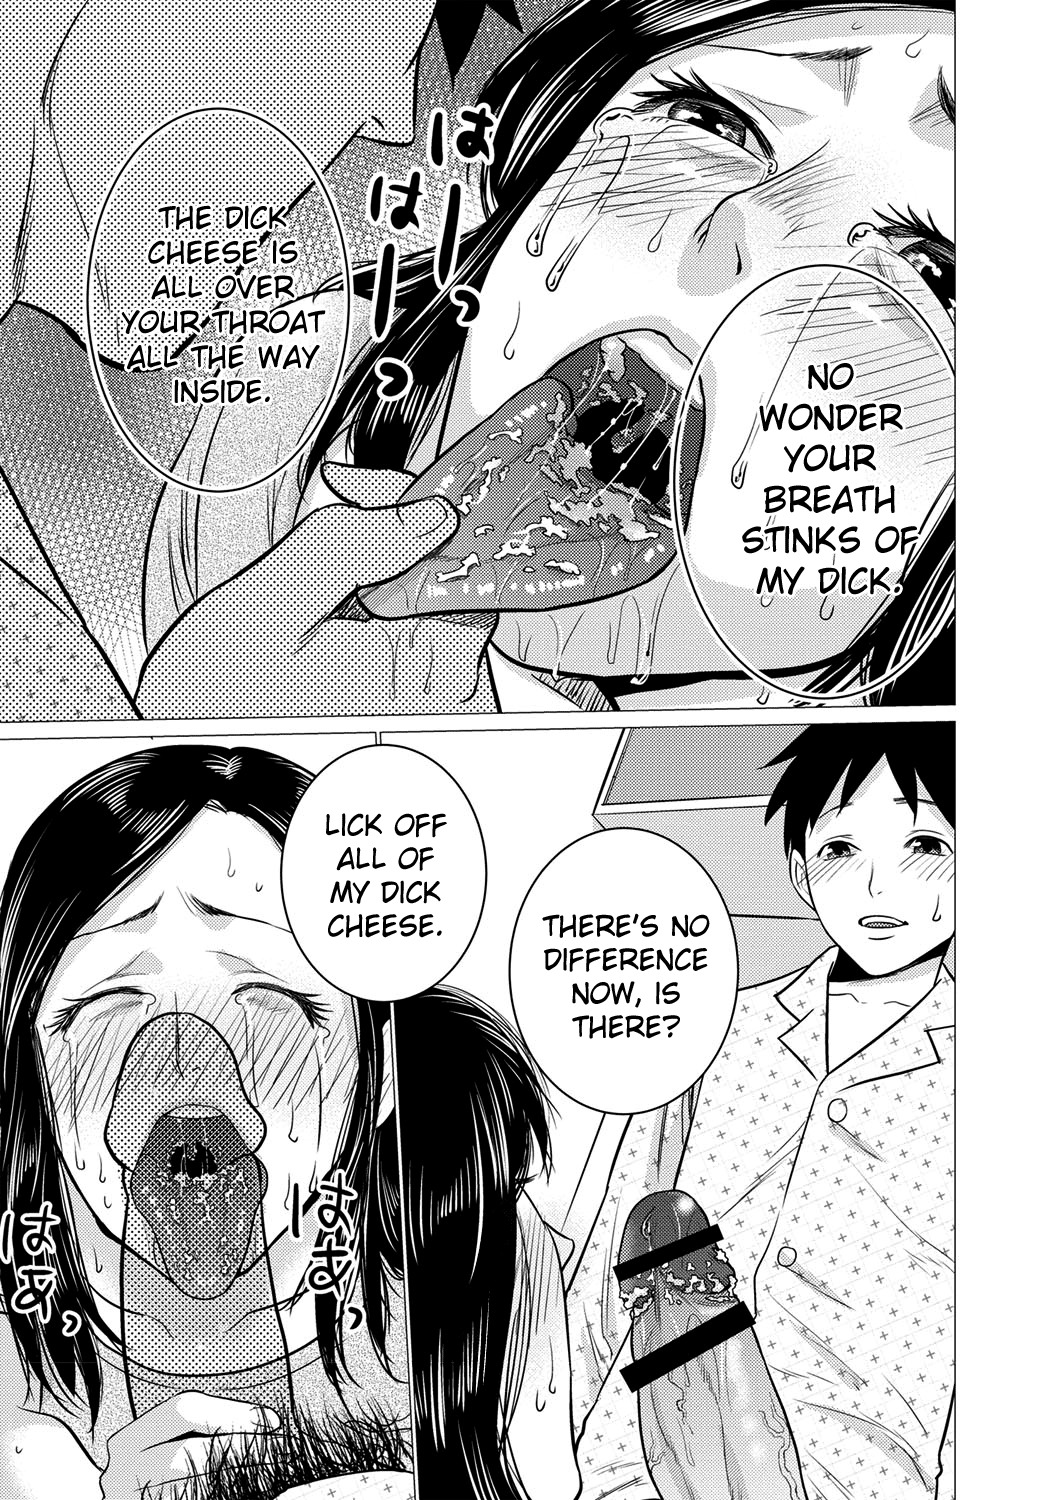 NO
WONDER
YOUR
BREATH
STINKS OF
MY DICK.
THE DICK
CHEESE IS
ALL OVER
YOUR THROAT
ALL THE WAY
INSIDE.
はーっ
はーっ
THERE'S NO
DIFFERENCE
NOW, IS
THERE?
LICK OFF
ALL OF
MY DICK
CHEESE.
はぁっ
はぁっ